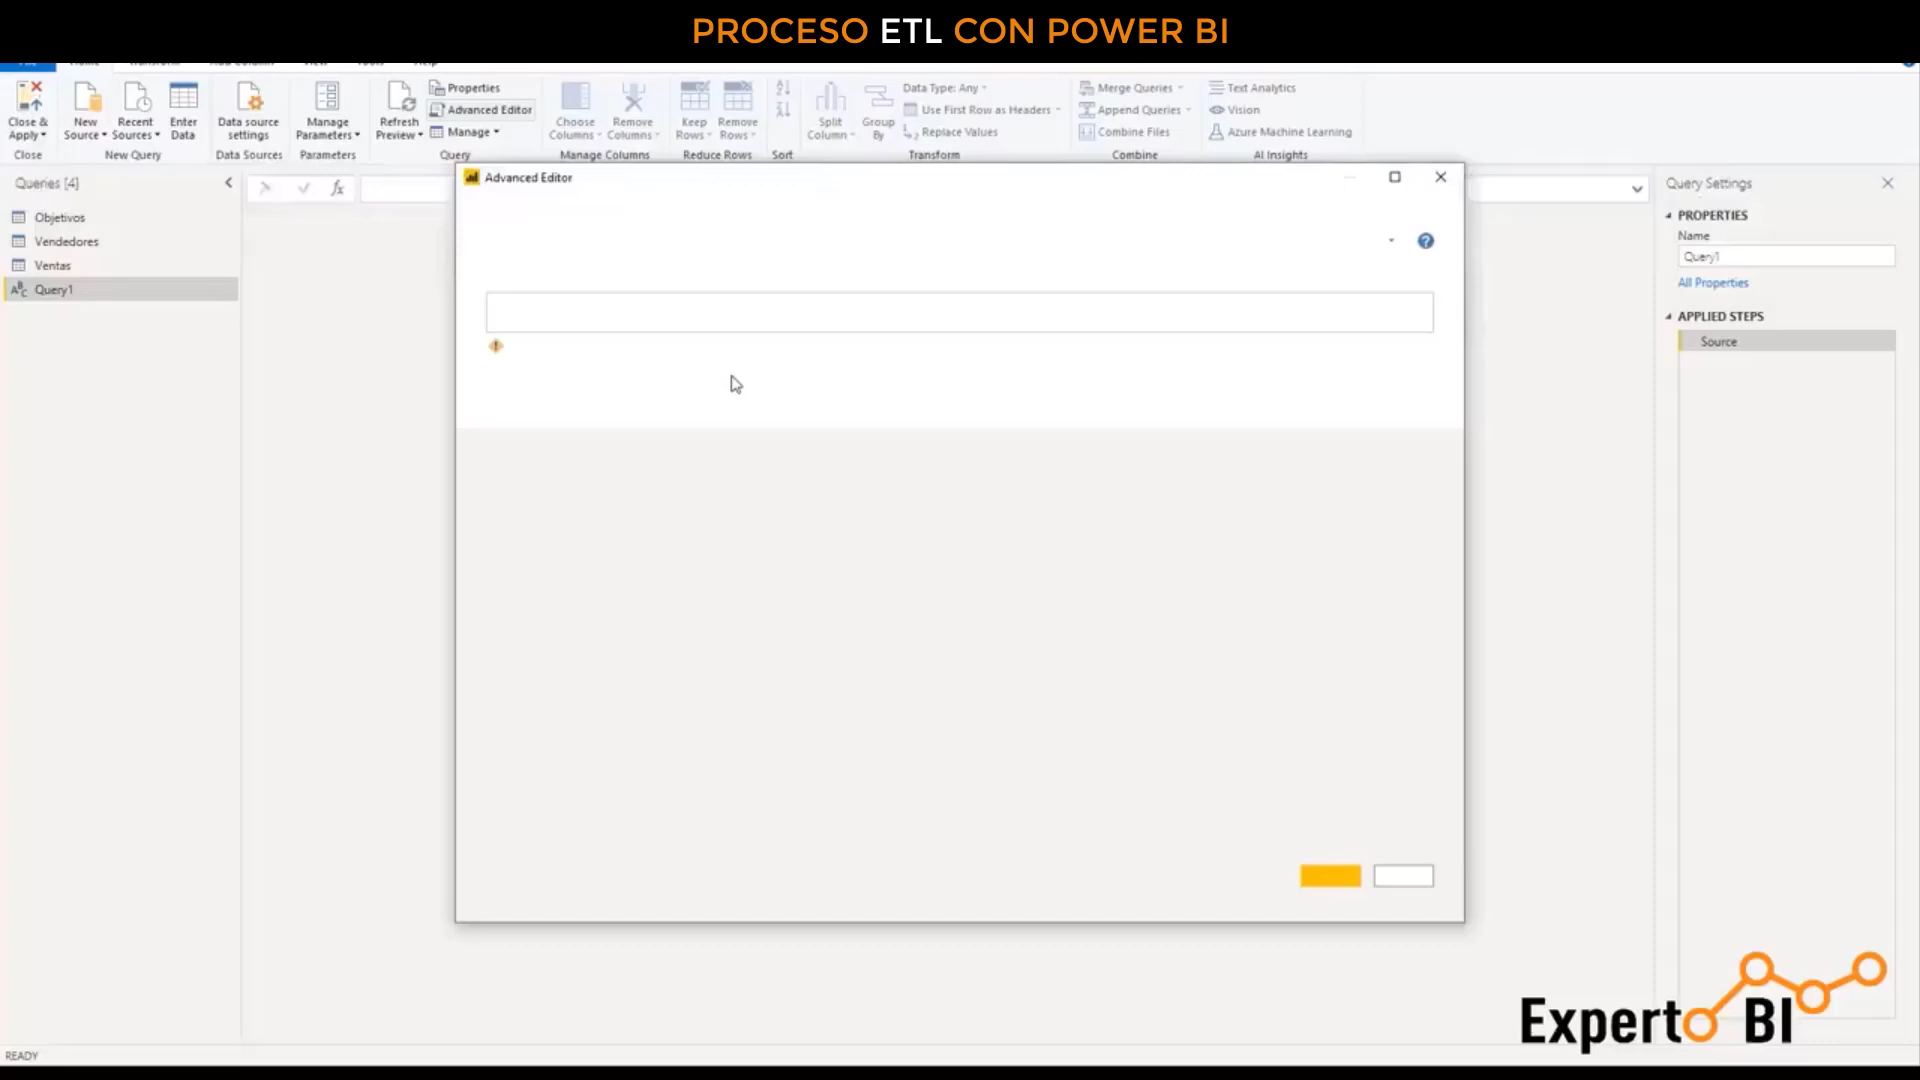 PROCESO ETL CON POWER BI
Close & Apply
New Source
Recent Sources
Enter Data
Data source settings
Manage Parameters
Refresh Preview
Properties
Advanced Editor
Manage
Choose Columns
Remove Columns
Keep Rows
Remove Rows
Split Column
Group By
Data Type: Any
Use First Row as Headers
Replace Values
Merge Queries
Append Queries
Combine Files
Text Analytics
Vision
Azure Machine Learning
Close
New Query
Data Sources
Parameters
Query
Manage Columns
Reduce Rows
Sort
Transform
Combine
AI Insights
Queries [4]
Objetivos
Vendedores
Ventas
Query1
Advanced Editor
Query Settings
PROPERTIES
Name
Query1
All Properties
APPLIED STEPS
Source
Experto BI
READY